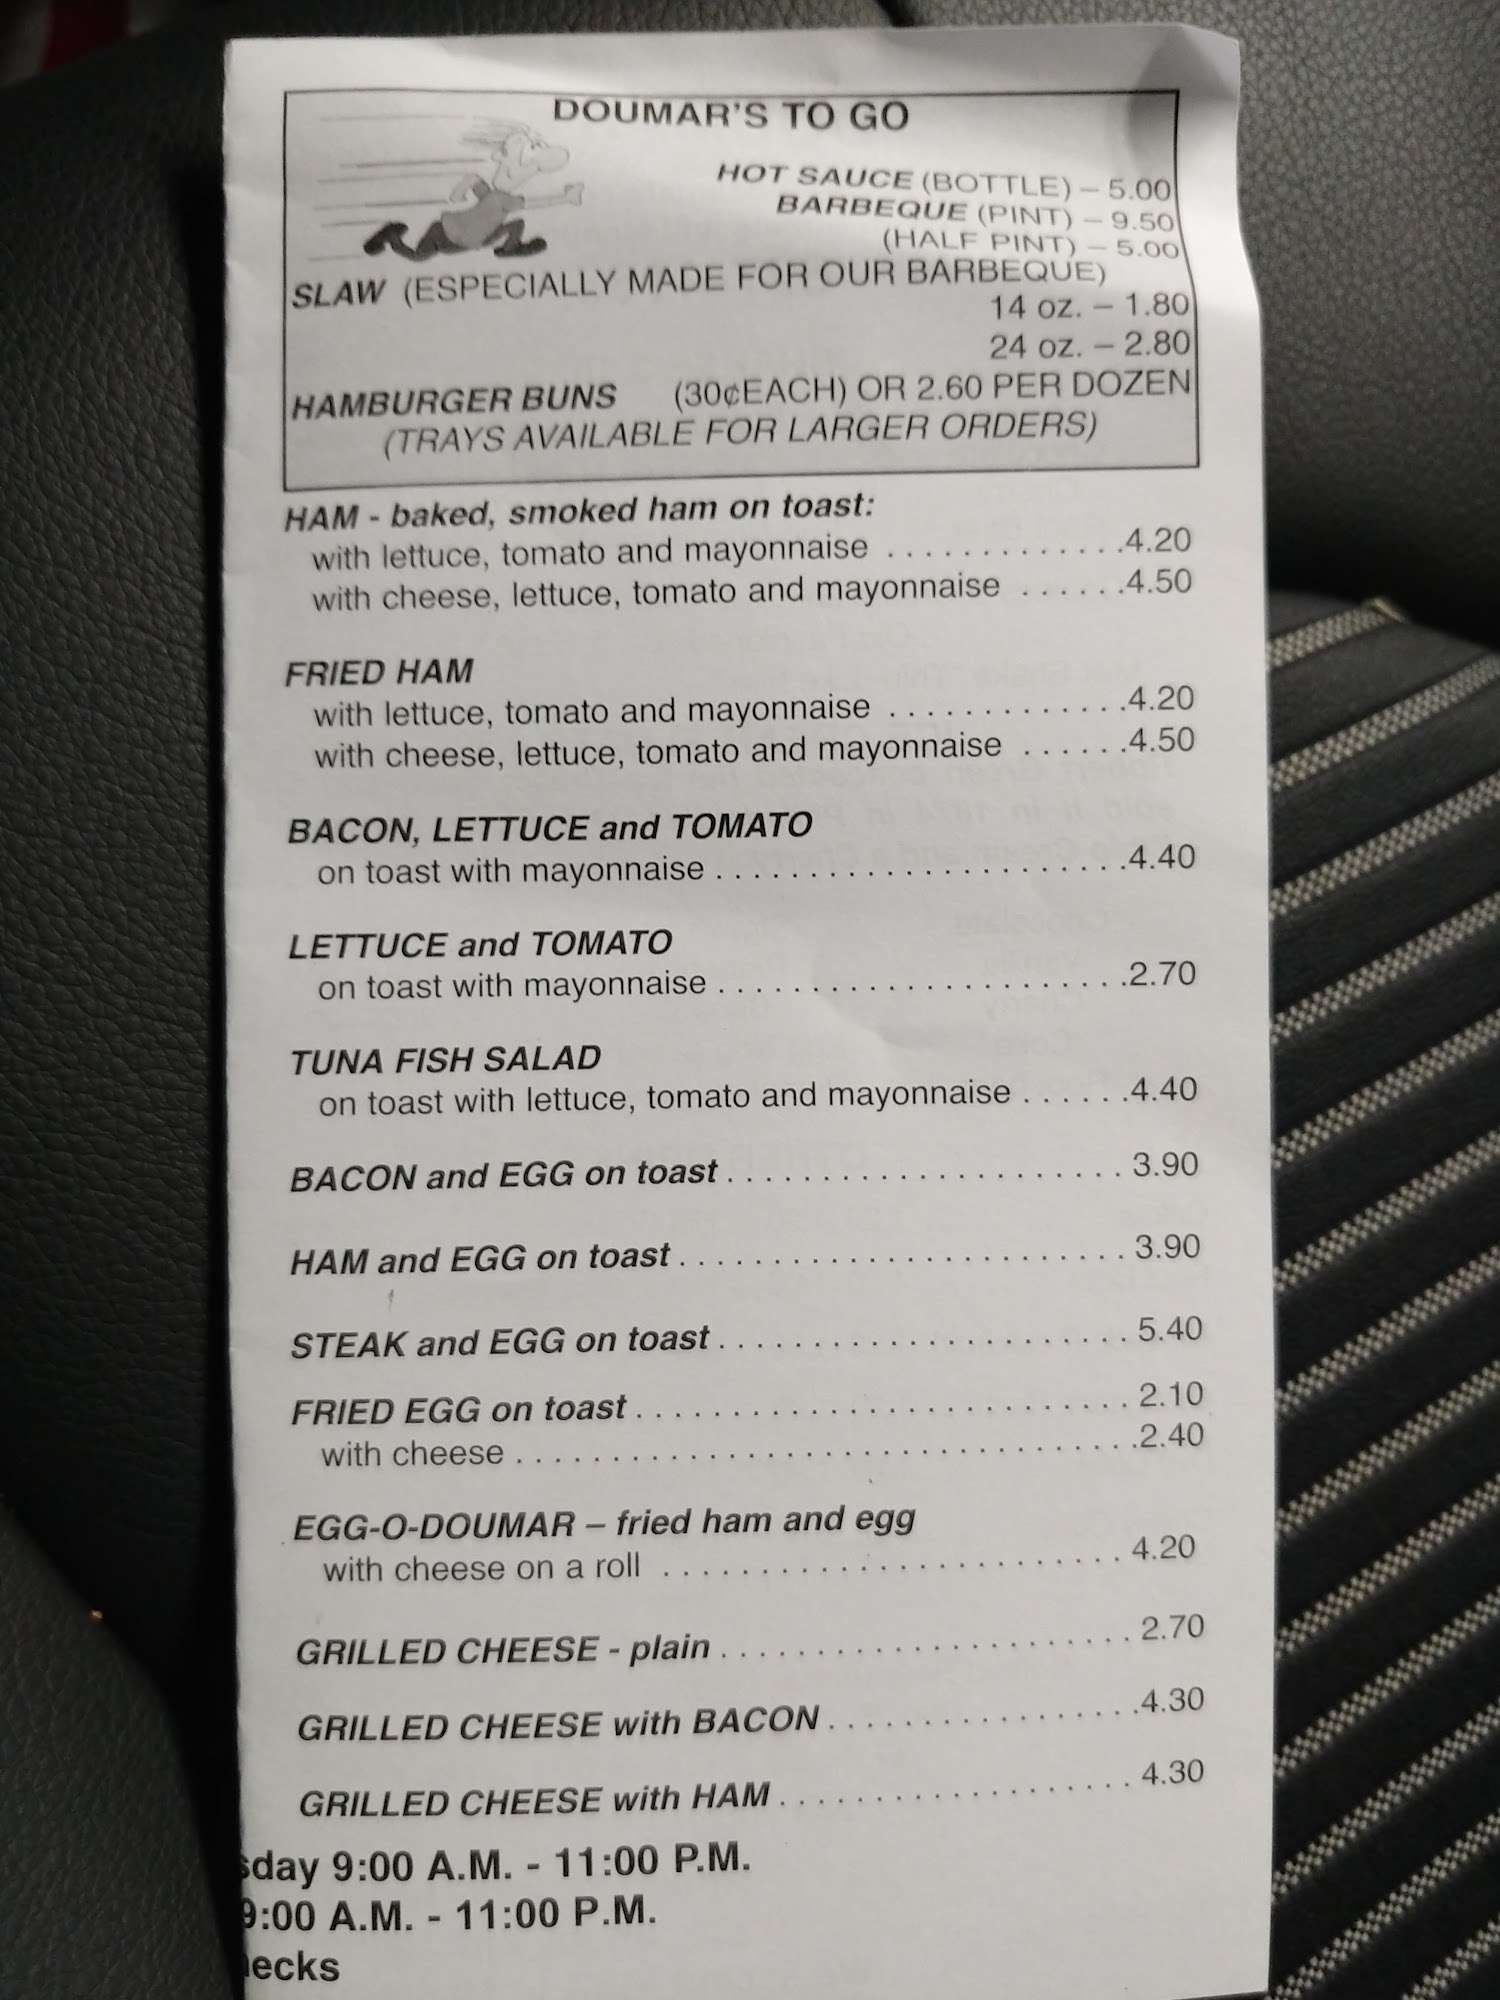 DOUMAR'S TO GO
HOT SAUCE (BOTTLE) – 5.00
BARBEQUE (PINT) – 9.50
(HALF PINT) – 5.00
SLAW (ESPECIALLY MADE FOR OUR BARBEQUE)
14 oz. – 1.80
24 oz. – 2.80
HAMBURGER BUNS (30¢EACH) OR 2.60 PER DOZEN
(TRAYS AVAILABLE FOR LARGER ORDERS)
HAM - baked, smoked ham on toast:
with lettuce, tomato and mayonnaise . . . . . . . . . . . . .4.20
with cheese, lettuce, tomato and mayonnaise . . . . . .4.50
FRIED HAM
with lettuce, tomato and mayonnaise . . . . . . . . . . . . .4.20
with cheese, lettuce, tomato and mayonnaise . . . . . .4.50
BACON, LETTUCE and TOMATO
on toast with mayonnaise . . . . . . . . . . . . . . . . . . . . . .4.40
LETTUCE and TOMATO
on toast with mayonnaise . . . . . . . . . . . . . . . . . . . . . .2.70
TUNA FISH SALAD
on toast with lettuce, tomato and mayonnaise . . . . . .4.40
BACON and EGG on toast . . . . . . . . . . . . . . . . . . . . . 3.90
HAM and EGG on toast . . . . . . . . . . . . . . . . . . . . . . . . 3.90
STEAK and EGG on toast . . . . . . . . . . . . . . . . . . . . . . 5.40
FRIED EGG on toast . . . . . . . . . . . . . . . . . . . . . . . . . . 2.10
with cheese . . . . . . . . . . . . . . . . . . . . . . . . . . . . . . . . .2.40
EGG-O-DOUMAR – fried ham and egg
with cheese on a roll . . . . . . . . . . . . . . . . . . . . . . . . 4.20
GRILLED CHEESE - plain . . . . . . . . . . . . . . . . . . . . . . 2.70
GRILLED CHEESE with BACON . . . . . . . . . . . . . . . . .4.30
GRILLED CHEESE with HAM . . . . . . . . . . . . . . . . . . . 4.30
sday 9:00 A.M. - 11:00 P.M.
9:00 A.M. - 11:00 P.M.
ecks